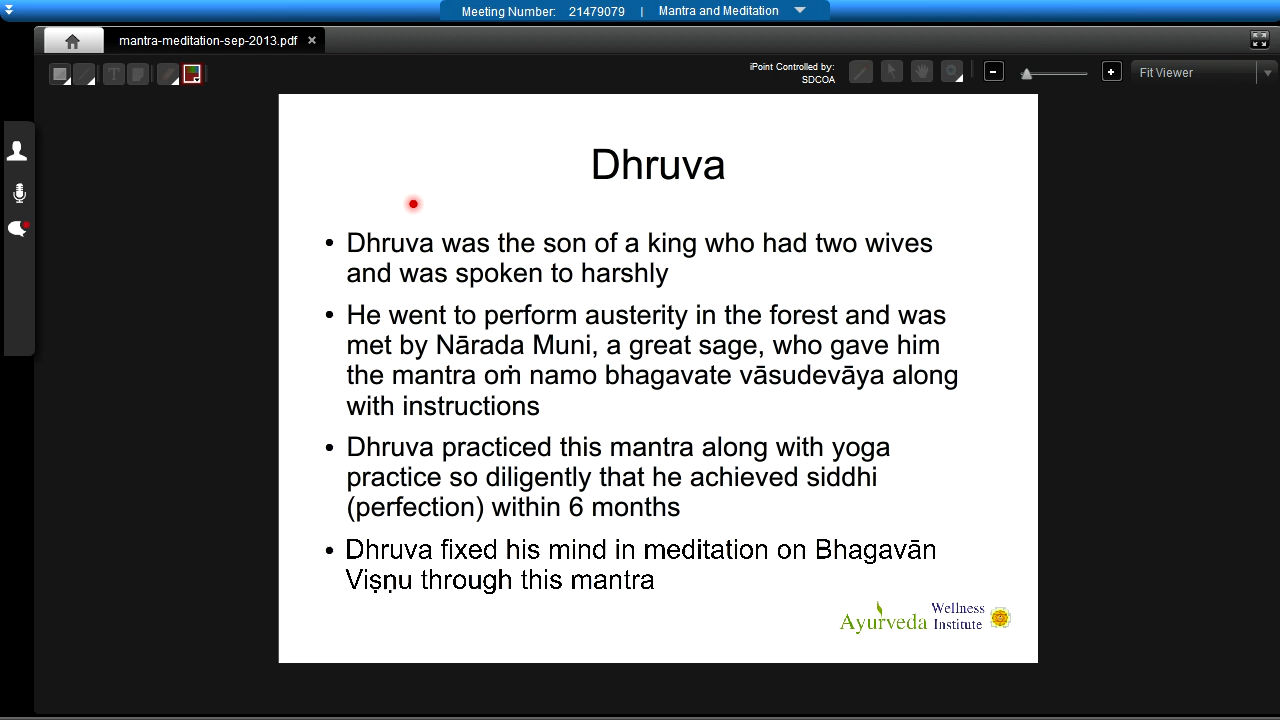 Meeting Number: 21479079 | Mantra and Meditation
mantra-meditation-sep-2013.pdf
iPoint Controlled by:
SDCOA
Fit Viewer
Dhruva
• Dhruva was the son of a king who had two wives
and was spoken to harshly
• He went to perform austerity in the forest and was
met by Nārada Muni, a great sage, who gave him
the mantra oṁ namo bhagavate vāsudevāya along
with instructions
• Dhruva practiced this mantra along with yoga
practice so diligently that he achieved siddhi
(perfection) within 6 months
• Dhruva fixed his mind in meditation on Bhagavān
Viṣṇu through this mantra
Ayurveda Wellness
Institute